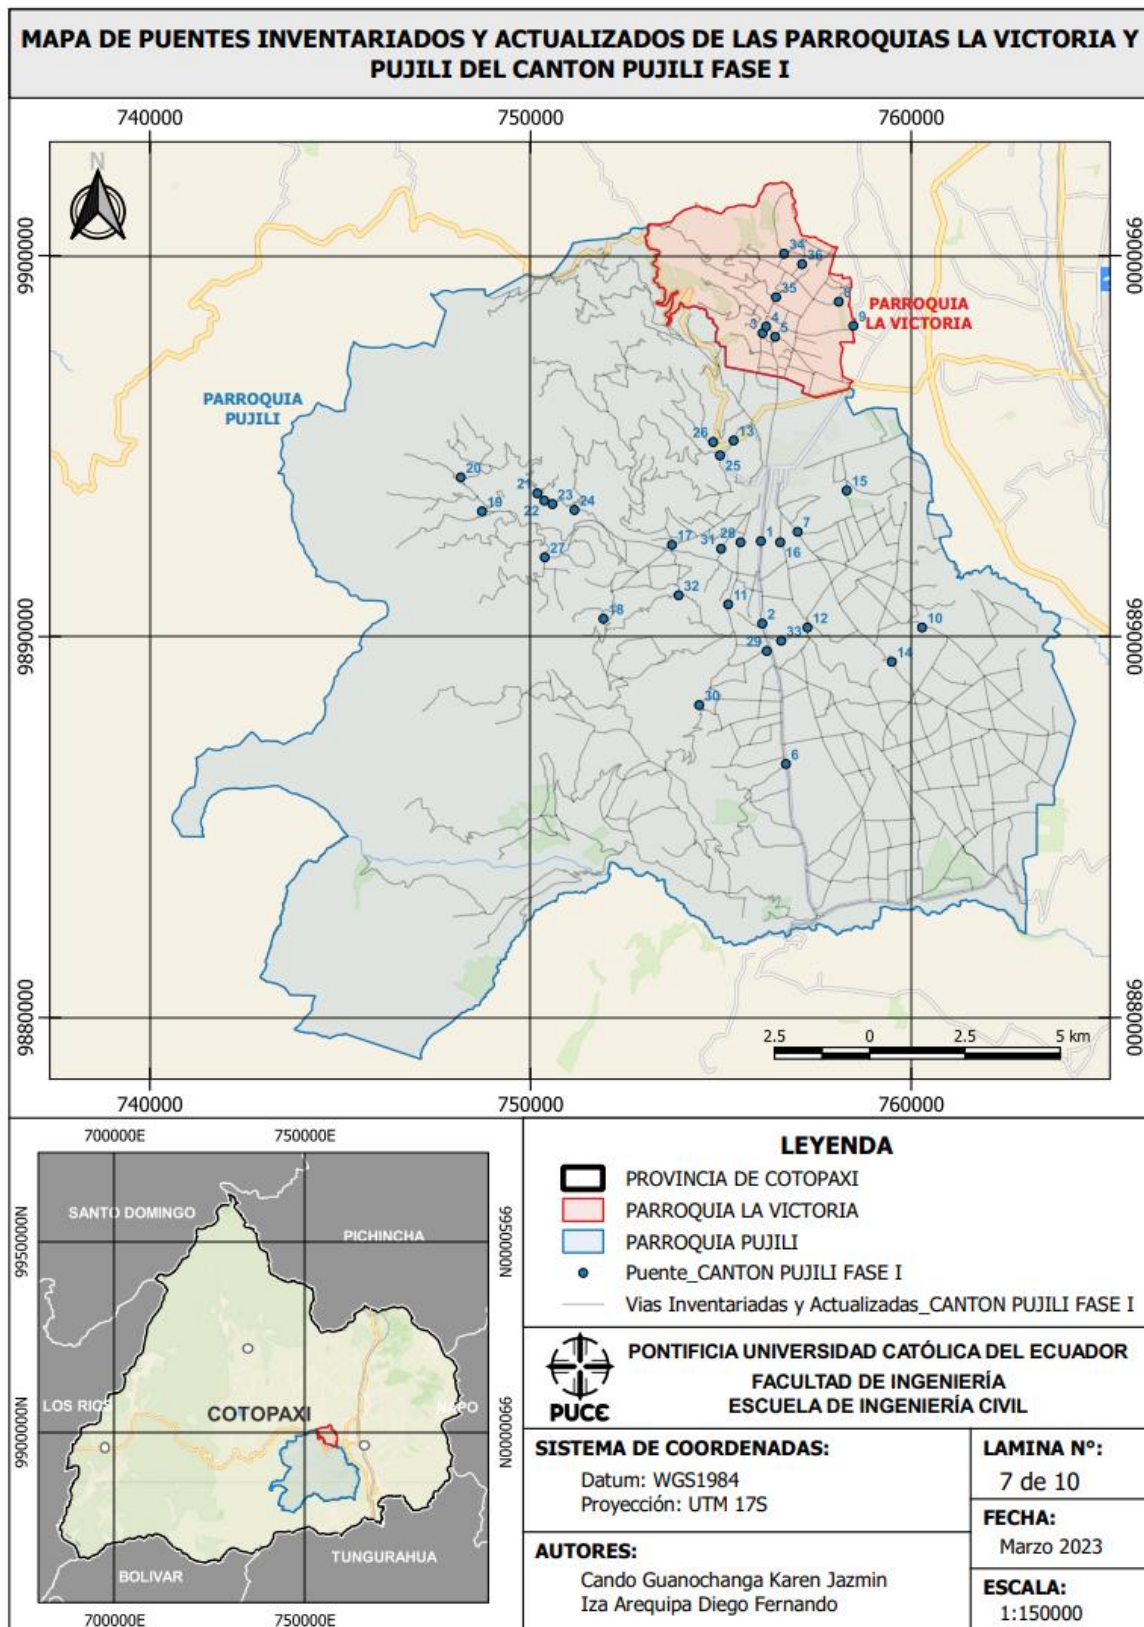 MAPA DE PUENTES INVENTARIADOS Y ACTUALIZADOS DE LAS PARROQUIAS LA VICTORIA Y
PUJILI DEL CANTON PUJILI FASE I
740000
750000
760000
N
9900000
9900000
34
36
35
8
PARROQUIA
LA VICTORIA
9
4
3
5
PARROQUIA
PUJILI
26
13
25
20
21
23
24
15
19
22
7
17
31
28
1
16
27
32
11
18
2
12
10
33
9890000
9890000
29
14
30
6
9880000
9880000
2.5
0
2.5
5 km
740000
750000
760000
700000E
750000E
SANTO DOMINGO
PICHINCHA
9950000N
9950000N
LOS RIOS
COTOPAXI
NAPO
9900000N
9900000N
TUNGURAHUA
BOLIVAR
700000E
750000E
LEYENDA
PROVINCIA DE COTOPAXI
PARROQUIA LA VICTORIA
PARROQUIA PUJILI
Puente_CANTON PUJILI FASE I
Vias Inventariadas y Actualizadas_CANTON PUJILI FASE I
PUCE
PONTIFICIA UNIVERSIDAD CATÓLICA DEL ECUADOR
FACULTAD DE INGENIERÍA
ESCUELA DE INGENIERÍA CIVIL
SISTEMA DE COORDENADAS:
Datum: WGS1984
Proyección: UTM 17S
LAMINA N°:
7 de 10
FECHA:
Marzo 2023
AUTORES:
Cando Guanochanga Karen Jazmin
Iza Arequipa Diego Fernando
ESCALA:
1:150000